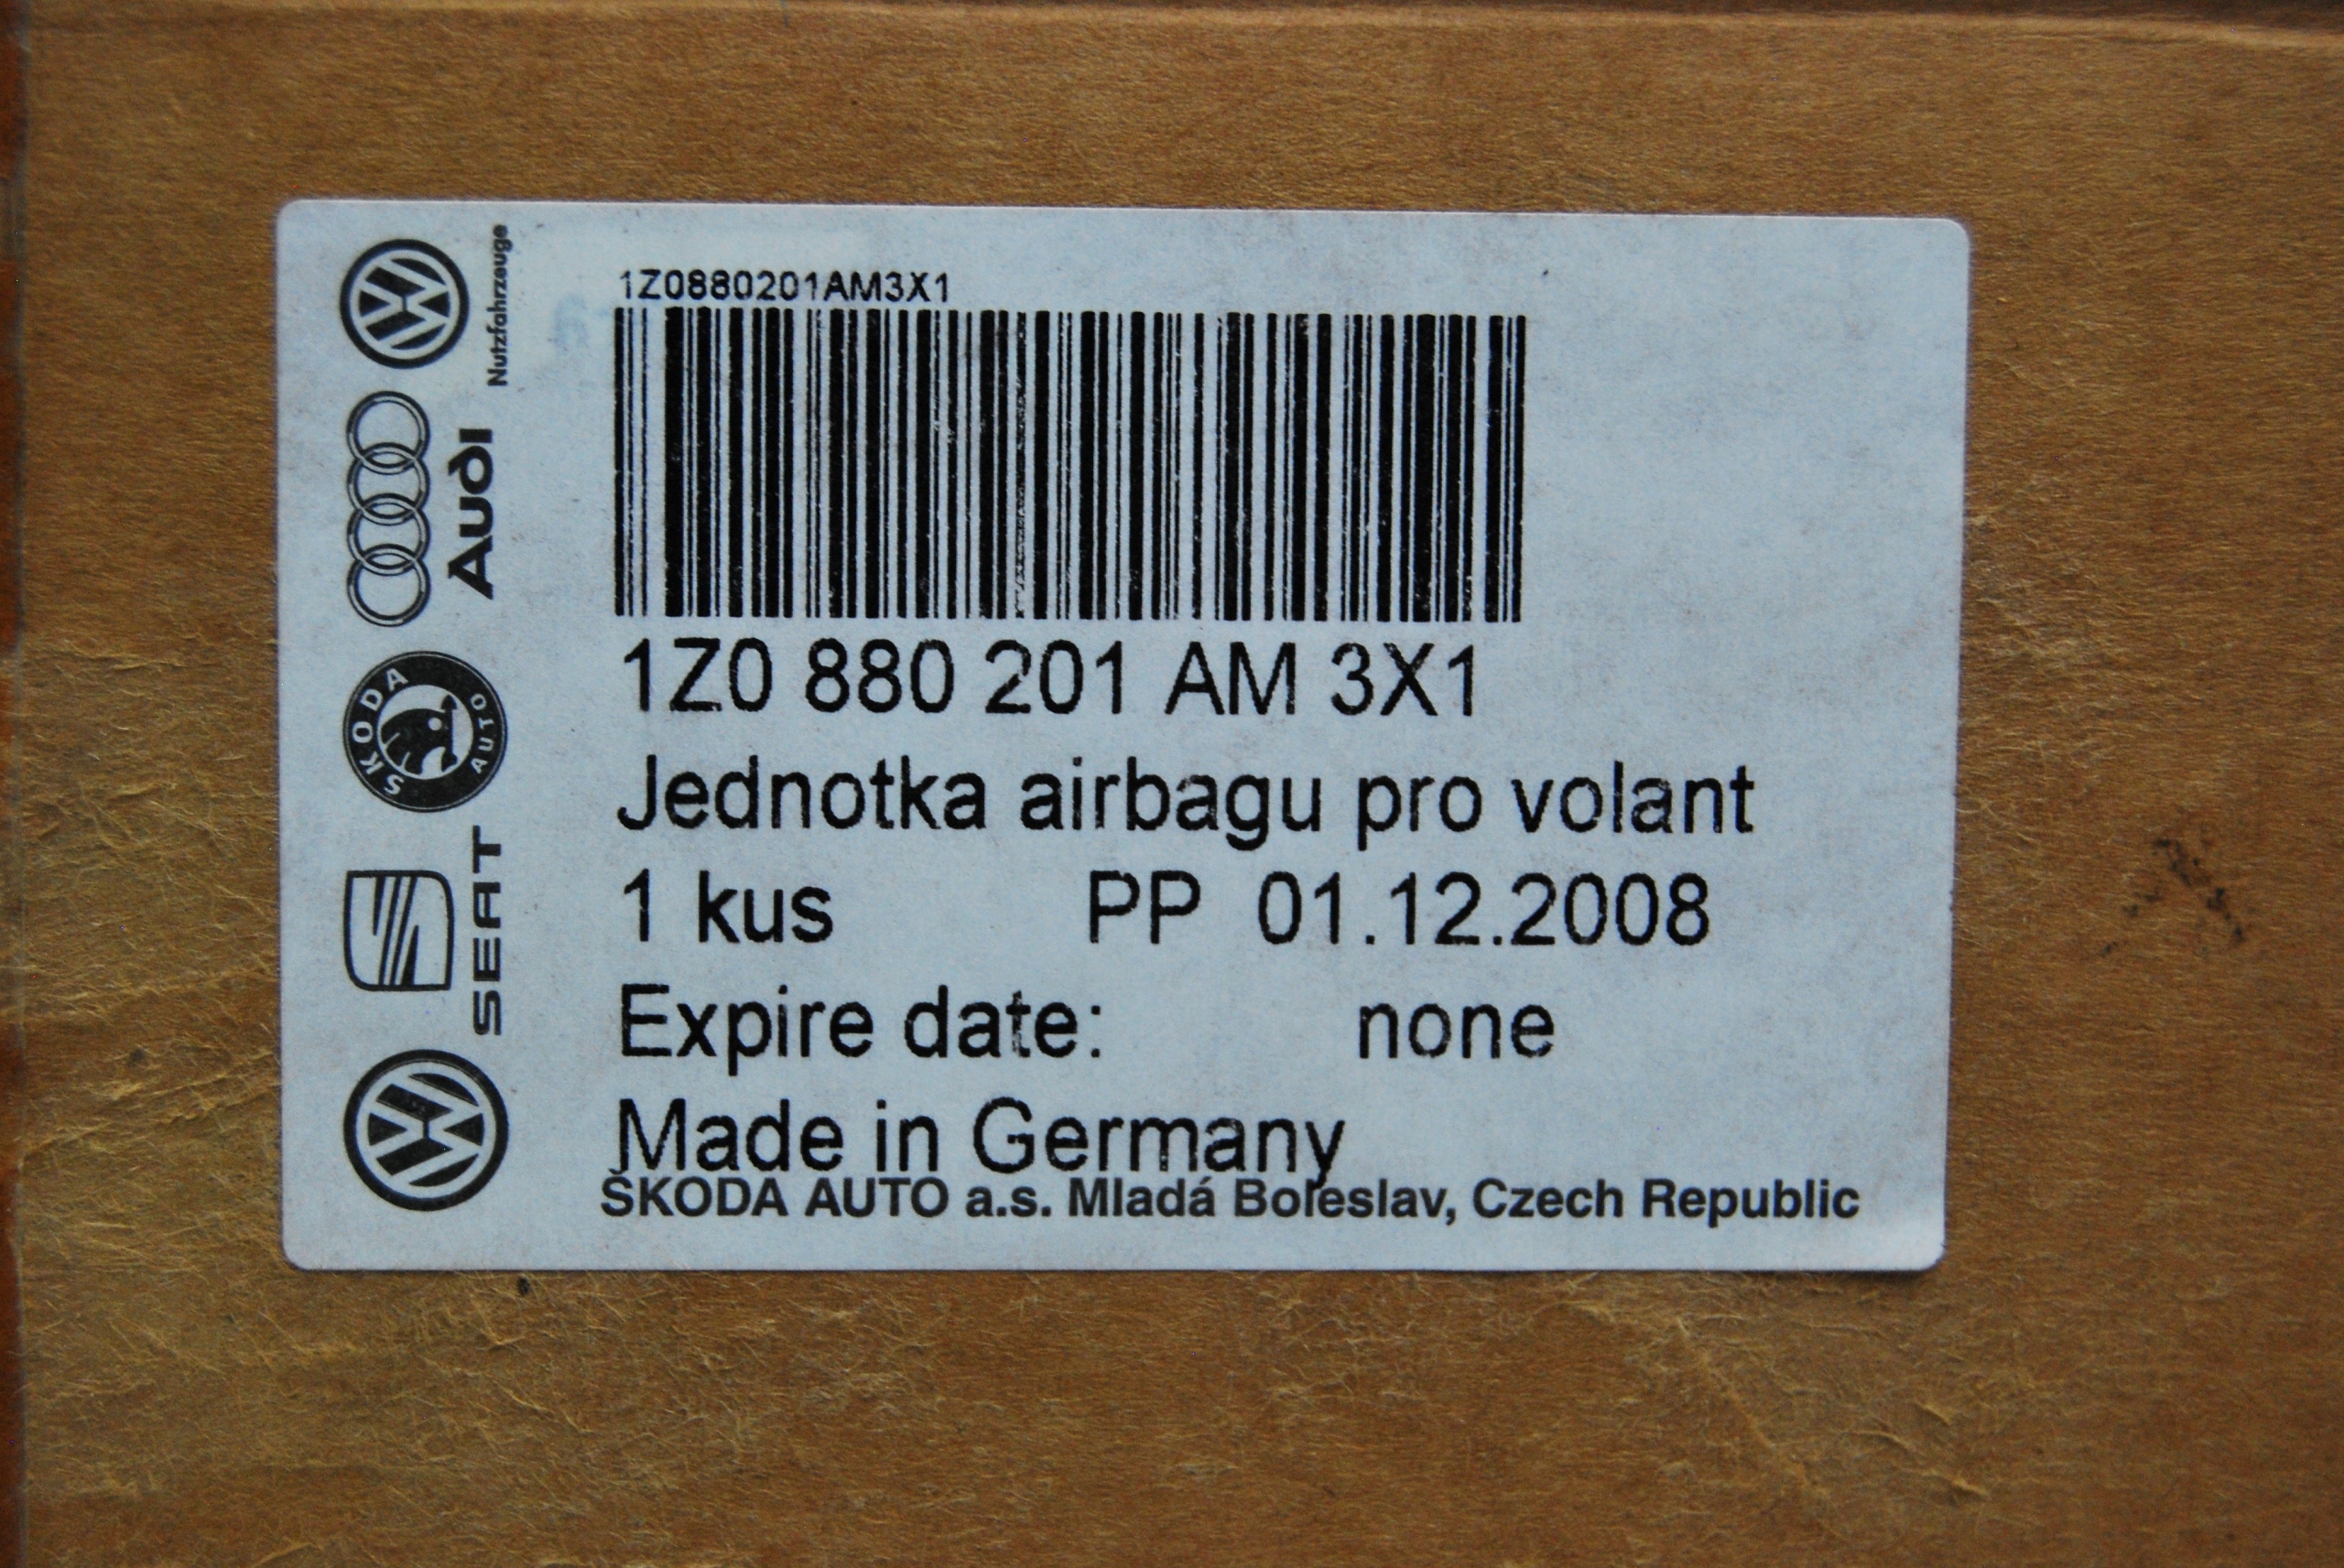 1Z0880201AM3X1
1Z0 880 201 AM 3X1
Jednotka airbagu pro volant
1 kus PP 01.12.2008
Expire date: none
Made in Germany
ŠKODA AUTO a.s. Mladá Boleslav, Czech Republic
Nutzfahrzeuge
Audi
SKODA AUTO
SEAT